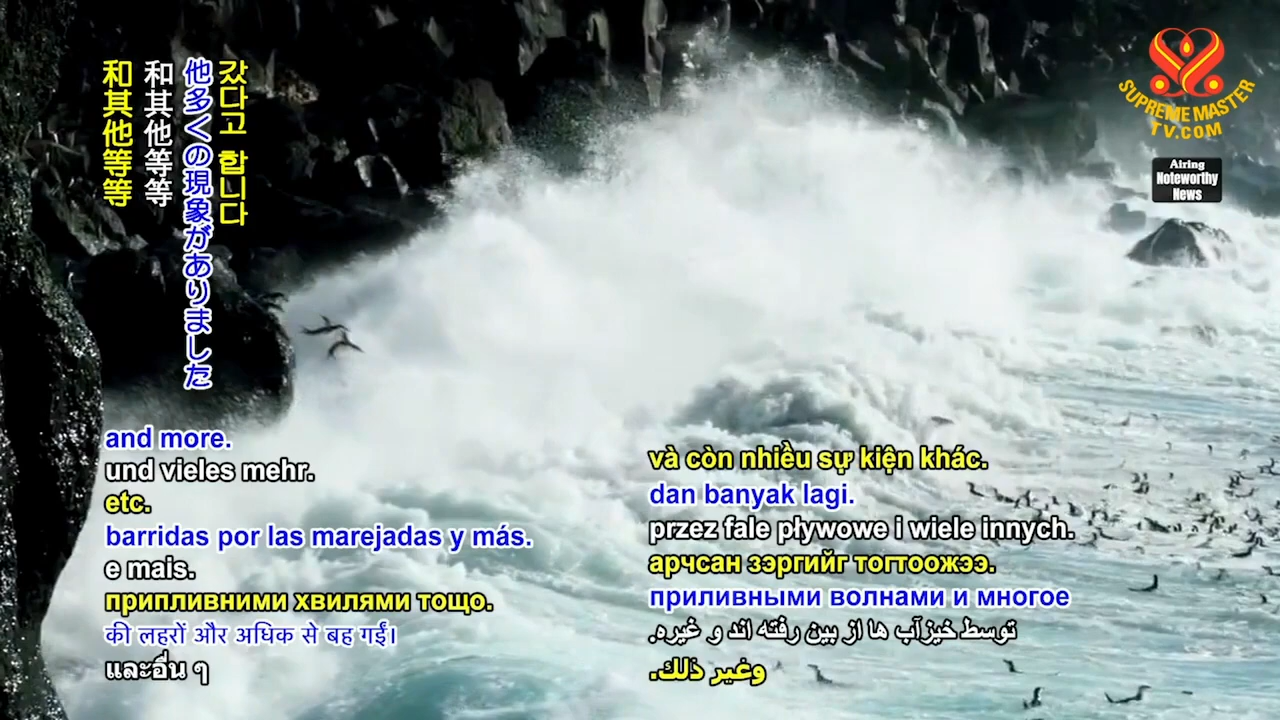 갔다고 합니다
他多くの現象がありました
和其他等等
和其他等等
SUPREME MASTER
TV.COM
Airing
Noteworthy
News
and more.
und vieles mehr.
etc.
barridas por las marejadas y más.
e mais.
припливними хвилями тощо.
की लहरों और अधिक से बह गईं।
และอื่น ๆ
và còn nhiều sự kiện khác.
dan banyak lagi.
przez fale pływowe i wiele innych.
арчсан зэргийг тогтоожээ.
приливными волнами и многое
توسط خیزآب ها از بین رفته اند و غیره.
وغير ذلك.